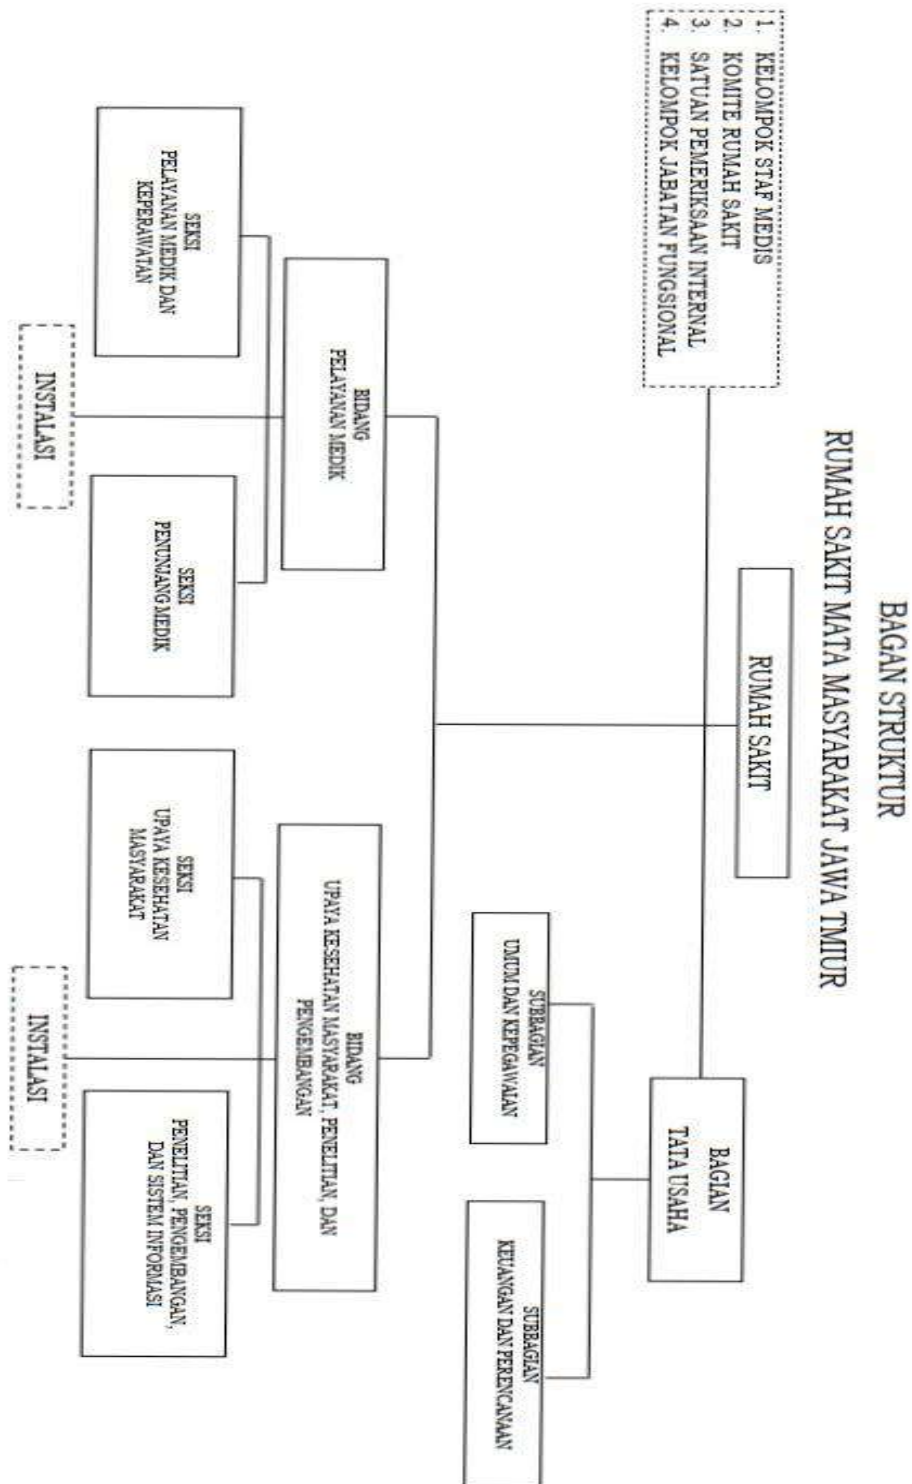 BAGAN STRUKTUR
RUMAH SAKIT MATA MASYARAKAT JAWA TMIUR
RUMAH SAKIT
1. KELOMPOK STAF MEDIS
2. KOMITE RUMAH SAKIT
3. SATUAN PEMERIKSAAN INTERNAL
4. KELOMPOK JABATAN FUNGSIONAL
BAGIAN
TATA USAHA
SUBBAGIAN
UMUM DAN KEPEGAWAIAN
SUBBAGIAN
KEUANGAN DAN PERENCANAAN
BIDANG
PELAYANAN MEDIK
BIDANG
UPAYA KESEHATAN MASYARAKAT, PENELITIAN, DAN
PENGEMBANGAN
SEKSI
PELAYANAN MEDIK DAN
KEPERAWATAN
SEKSI
PENUNJANG MEDIK
SEKSI
UPAYA KESEHATAN
MASYARAKAT
SEKSI
PENELITIAN, PENGEMBANGAN,
DAN SISTEM INFORMASI
INSTALASI
INSTALASI